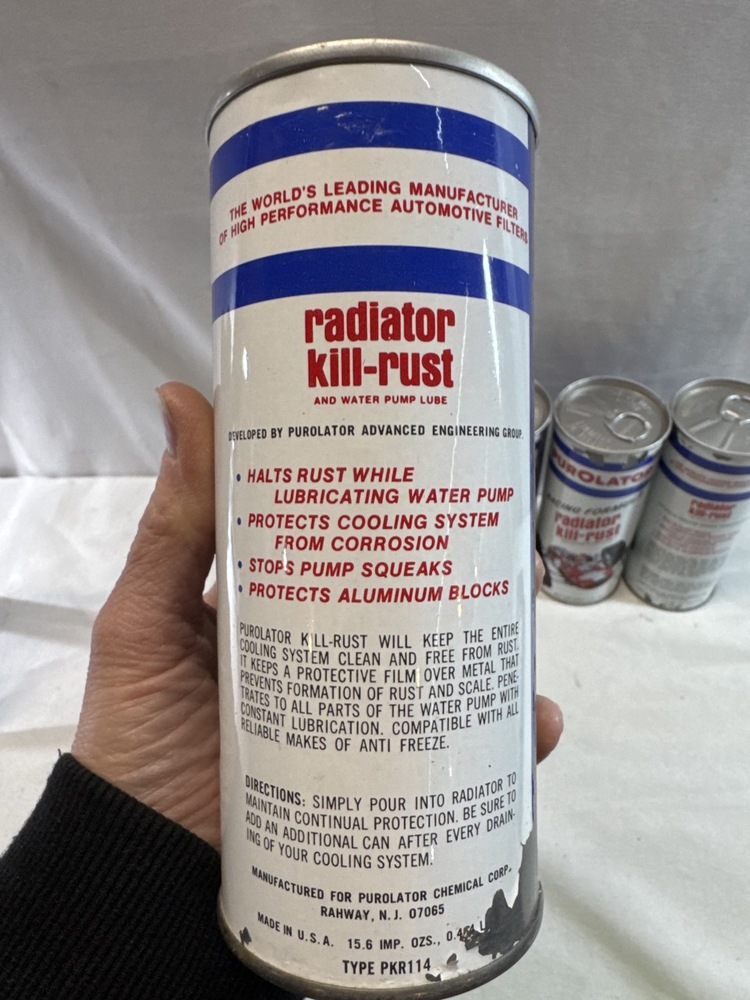 THE WORLD'S LEADING MANUFACTURER
OF HIGH PERFORMANCE AUTOMOTIVE FILTERS
radiator
kill-rust
AND WATER PUMP LUBE
DEVELOPED BY PUROLATOR ADVANCED ENGINEERING GROUP
• HALTS RUST WHILE
LUBRICATING WATER PUMP
• PROTECTS COOLING SYSTEM
FROM CORROSION
• STOPS PUMP SQUEAKS
• PROTECTS ALUMINUM BLOCKS
PUROLATOR KILL-RUST WILL KEEP THE ENTIRE
COOLING SYSTEM CLEAN AND FREE FROM RUST.
IT KEEPS A PROTECTIVE FILM OVER METAL THAT
PREVENTS FORMATION OF RUST AND SCALE. PENE-
TRATES TO ALL PARTS OF THE WATER PUMP WITH
CONSTANT LUBRICATION. COMPATIBLE WITH ALL
RELIABLE MAKES OF ANTI FREEZE.
DIRECTIONS: SIMPLY POUR INTO RADIATOR TO
MAINTAIN CONTINUAL PROTECTION. BE SURE TO
ADD AN ADDITIONAL CAN AFTER EVERY DRAIN-
ING OF YOUR COOLING SYSTEM.
MANUFACTURED FOR PUROLATOR CHEMICAL CORP.
RAHWAY, N.J. 07065
MADE IN U.S.A. 15.6 IMP. OZS.,
TYPE PKR114
PUROLATOR
RACING FORMULA
radiator
kill-rust
radiator
kill-rust